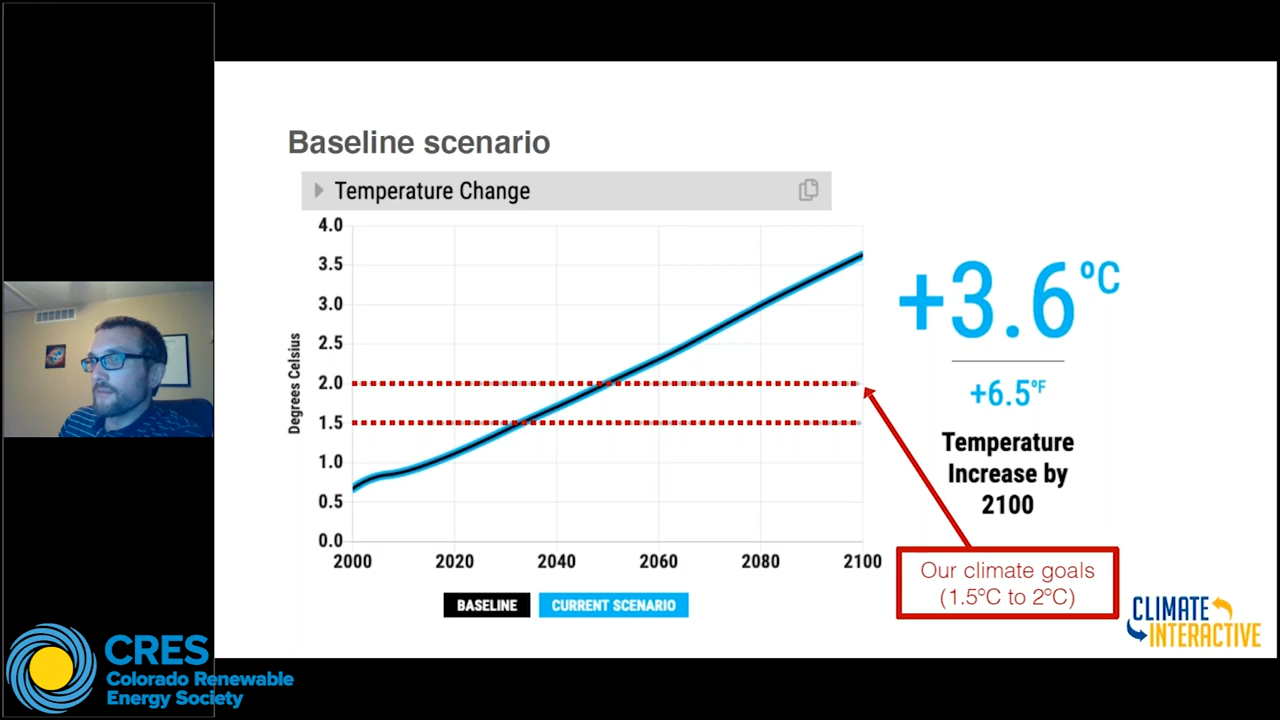 Baseline scenario
Temperature Change
4.0
3.5
3.0
2.5
2.0
1.5
1.0
0.5
0.0
Degrees Celsius
2000 2020 2040 2060 2080 2100
BASELINE CURRENT SCENARIO
+3.6°C
+6.5°F
Temperature
Increase by
2100
Our climate goals
(1.5°C to 2°C)
CLIMATE
INTERACTIVE
CRES
Colorado Renewable
Energy Society